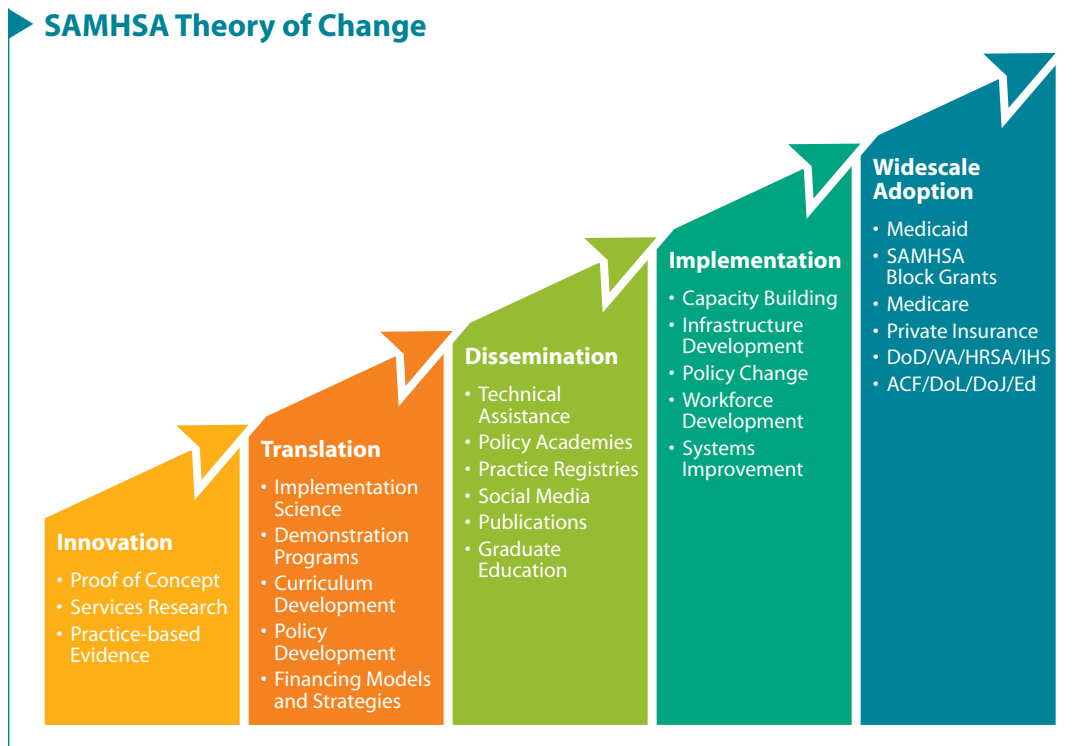 SAMHSA Theory of Change
Innovation
• Proof of Concept
• Services Research
• Practice-based
Evidence
Translation
• Implementation
Science
• Demonstration
Programs
• Curriculum
Development
• Policy
Development
• Financing Models
and Strategies
Dissemination
• Technical
Assistance
• Policy Academies
• Practice Registries
• Social Media
• Publications
• Graduate
Education
Implementation
• Capacity Building
• Infrastructure
Development
• Policy Change
• Workforce
Development
• Systems
Improvement
Widescale
Adoption
• Medicaid
• SAMHSA
Block Grants
• Medicare
• Private Insurance
• DoD/VA/HRSA/IHS
• ACF/DoL/DoJ/Ed